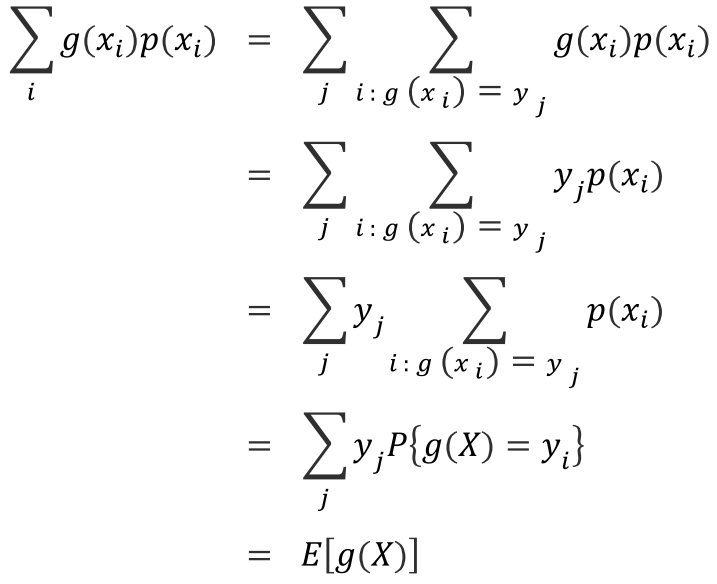 ∑_i g(x_i)p(x_i) = ∑_j ∑_{i : g(x_i) = y_j} g(x_i)p(x_i)
= ∑_j ∑_{i : g(x_i) = y_j} y_j p(x_i)
= ∑_j y_j ∑_{i : g(x_i) = y_j} p(x_i)
= ∑_j y_j P{g(X) = y_i}
= E[g(X)]